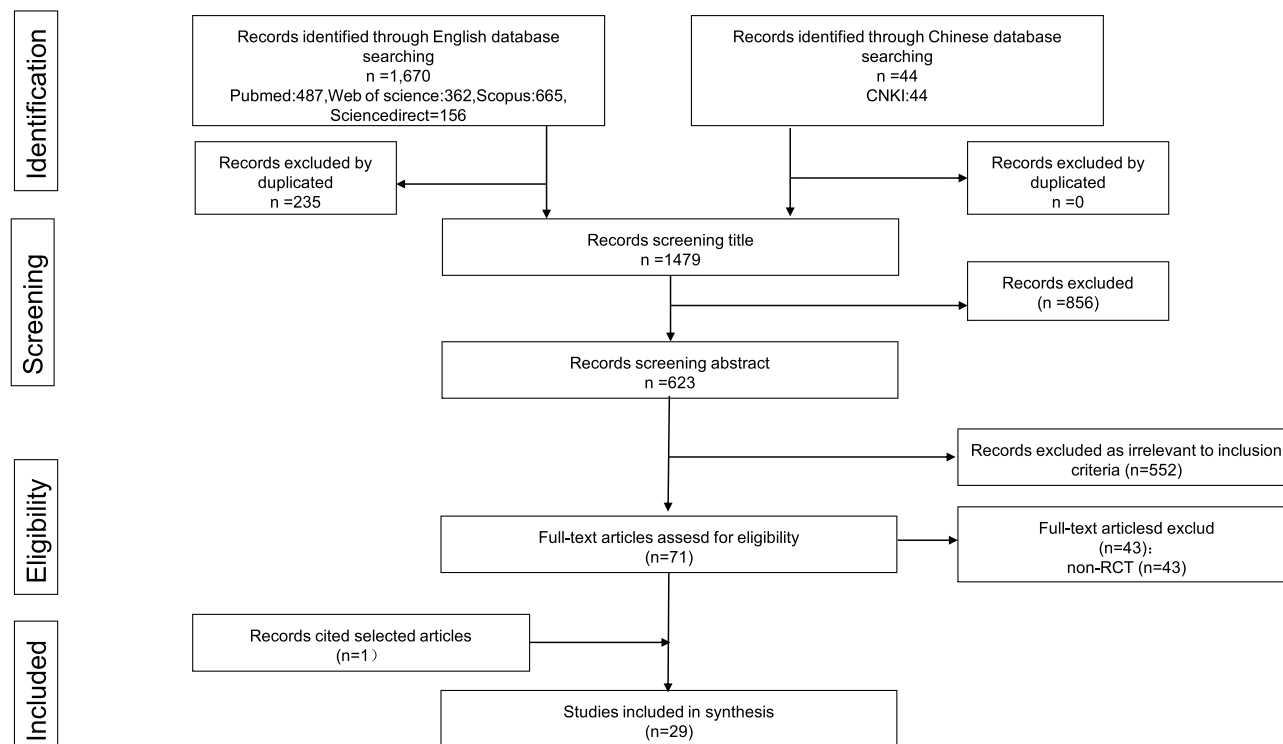 Identification
Records identified through English database
searching
n =1,670
Pubmed:487,Web of science:362,Scopus:665,
Sciencedirect=156
Records identified through Chinese database
searching
n =44
CNKI:44
Records excluded by
duplicated
n =235
Records excluded by
duplicated
n =0
Screening
Records screening title
n =1479
Records excluded
(n =856)
Records screening abstract
n =623
Records excluded as irrelevant to inclusion
criteria (n=552)
Eligibility
Full-text articles assesd for eligibility
(n=71)
Full-text articlesd exclud
(n=43)：
non-RCT (n=43)
Included
Records cited selected articles
(n=1）
Studies included in synthesis
(n=29)